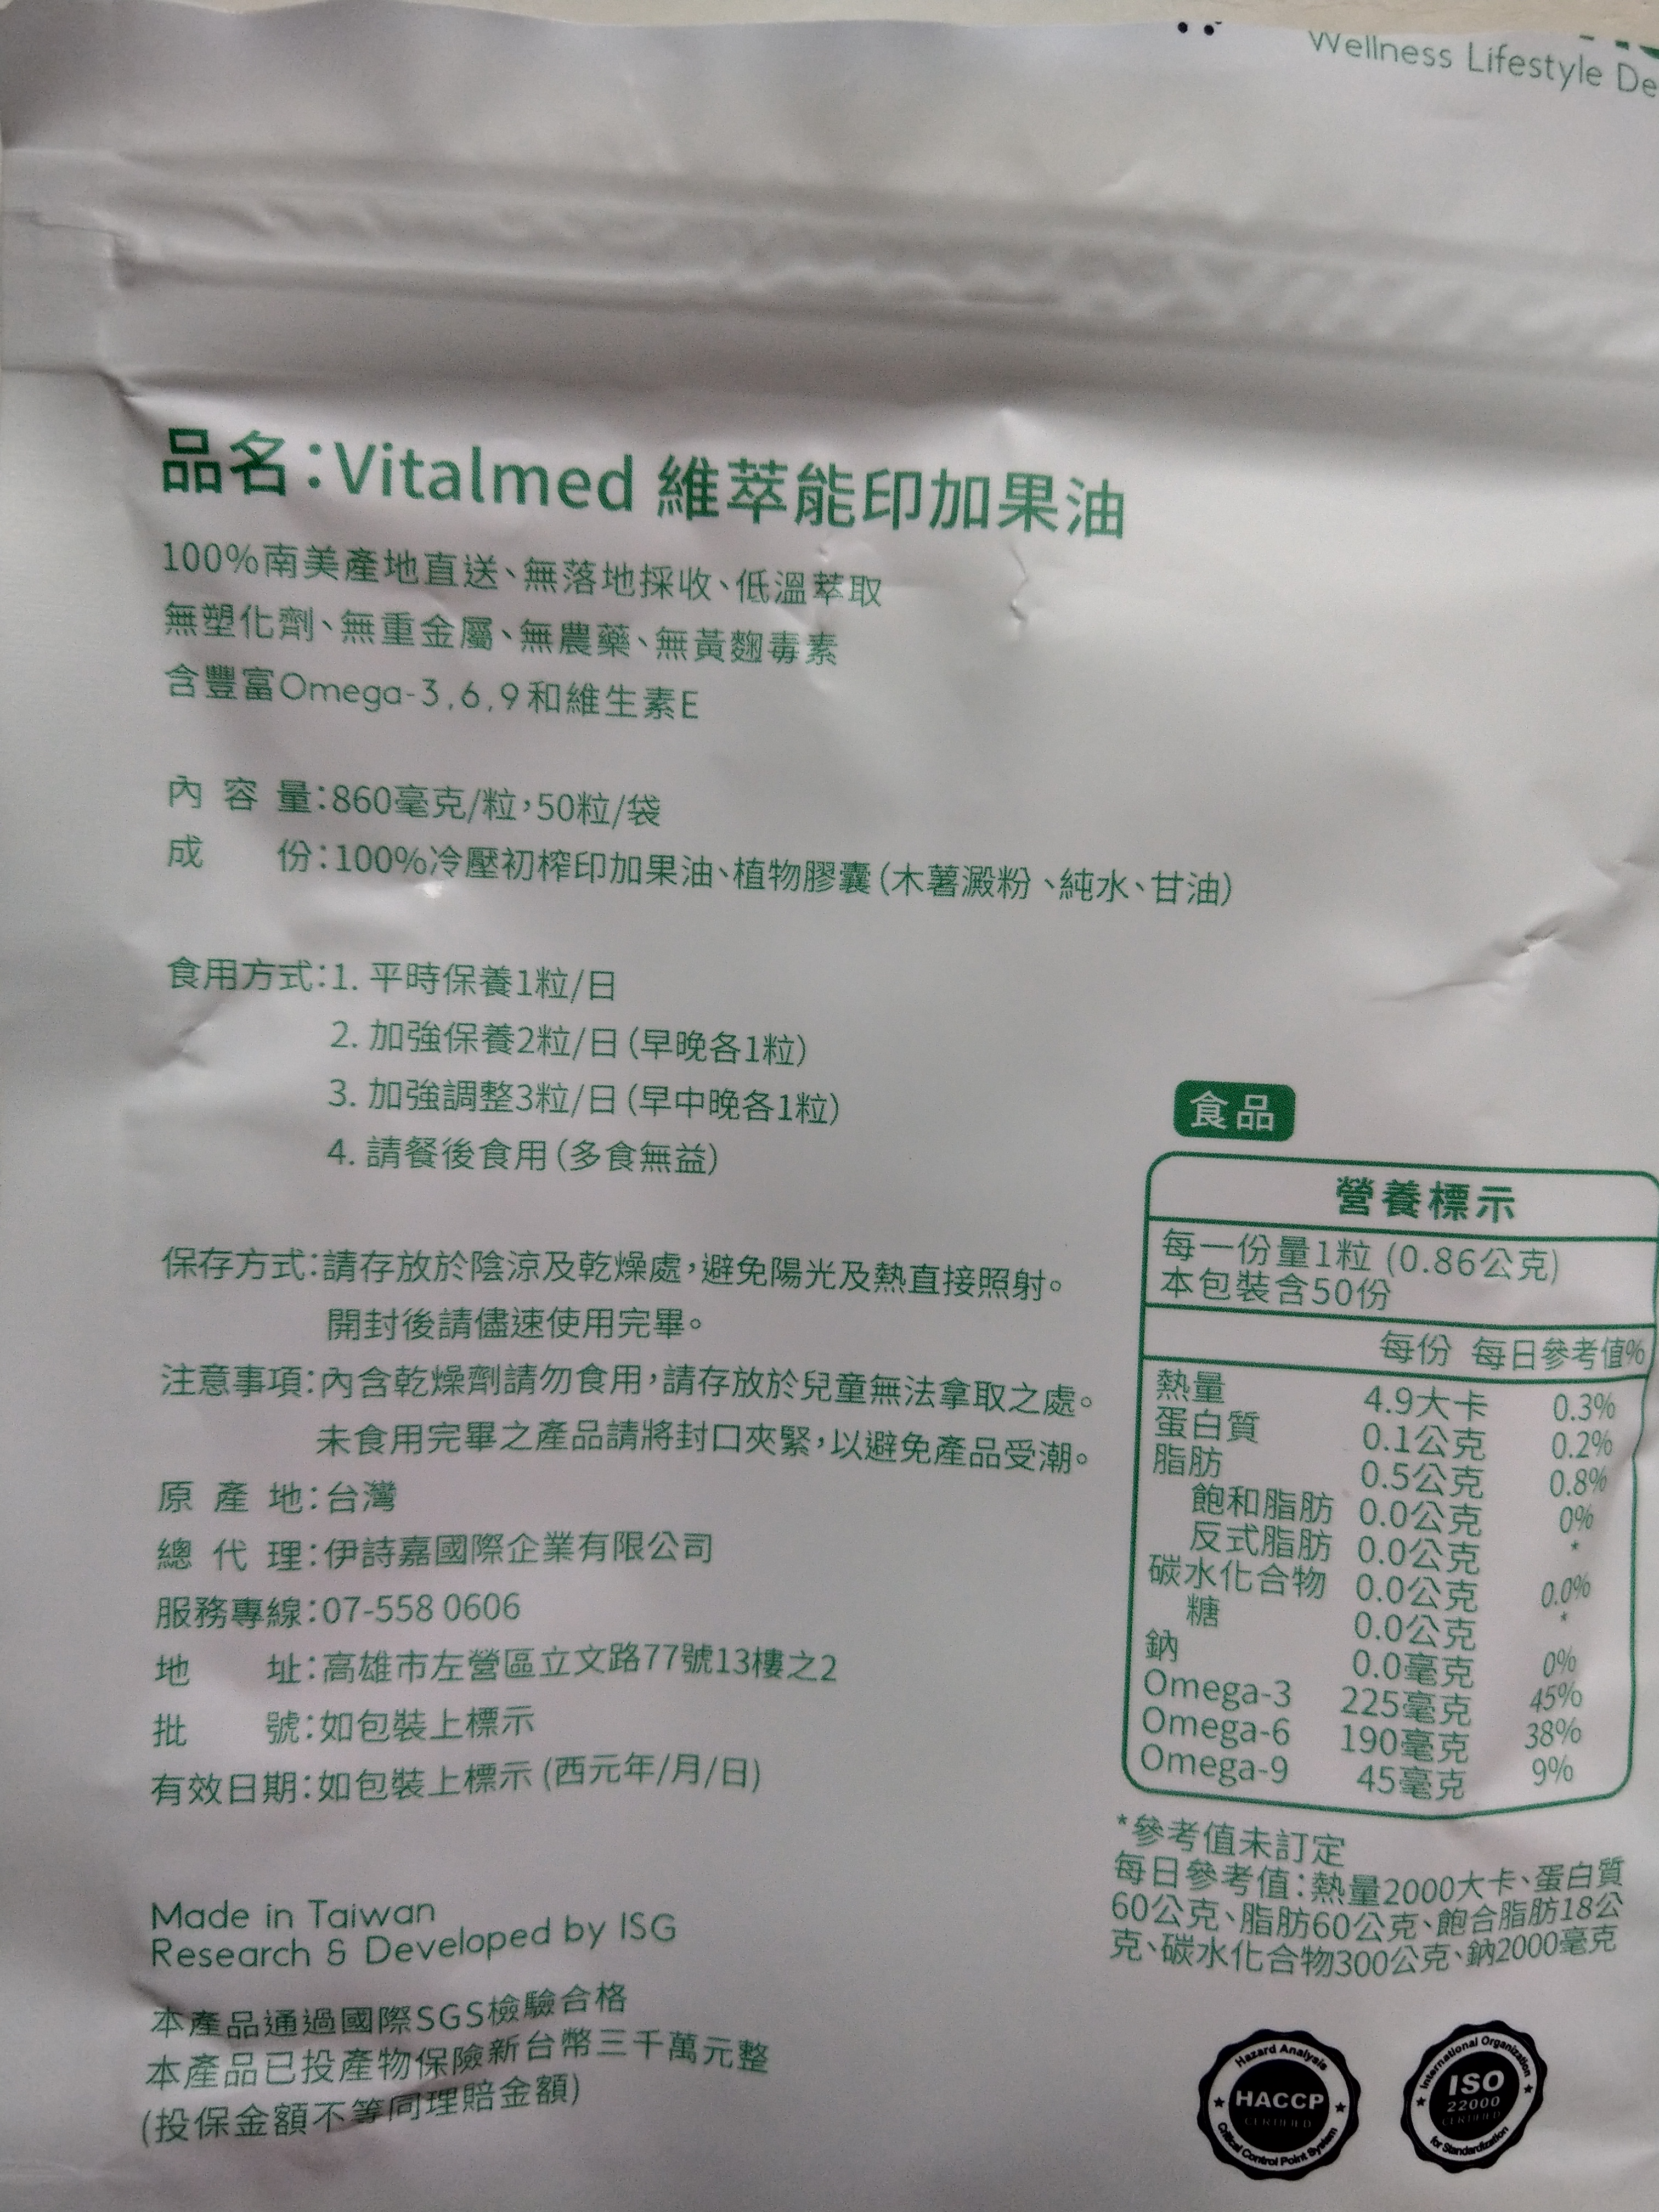 Wellness Lifestyle De
品名：Vitalmed 維萃能印加果油
100%南美產地直送、無落地採收、低溫萃取
無塑化劑、無重金屬、無農藥、無黃麴毒素
含豐富Omega-3,6,9和維生素E
內容量：860毫克/粒，50粒/袋
成份：100%冷壓初榨印加果油、植物膠囊（木薯澱粉、純水、甘油）
食用方式：1. 平時保養1粒/日
2. 加強保養2粒/日（早晚各1粒）
3. 加強調整3粒/日（早中晚各1粒）
4. 請餐後食用（多食無益）
保存方式：請存放於陰涼及乾燥處，避免陽光及熱直接照射。
開封後請儘速使用完畢。
注意事項：內含乾燥劑請勿食用，請存放於兒童無法拿取之處。
未食用完畢之產品請將封口夾緊，以避免產品受潮。
原產地：台灣
總代理：伊詩嘉國際企業有限公司
服務專線：07-558 0606
地址：高雄市左營區立文路77號13樓之2
批號：如包裝上標示
有效日期：如包裝上標示 (西元年/月/日)
Made in Taiwan
Research & Developed by ISG
本產品通過國際SGS檢驗合格
本產品已投產物保險新台幣三千萬元整
(投保金額不等同理賠金額)
食品
營養標示
每一份量1粒 (0.86公克)
本包裝含50份
每份 每日參考值%
熱量 4.9大卡 0.3%
蛋白質 0.1公克 0.2%
脂肪 0.5公克 0.8%
飽和脂肪 0.0公克 0%
反式脂肪 0.0公克 *
碳水化合物 0.0公克 0.0%
糖 0.0公克 *
鈉 0.0毫克 0%
Omega-3 225毫克 45%
Omega-6 190毫克 38%
Omega-9 45毫克 9%
*參考值未訂定
每日參考值：熱量2000大卡、蛋白質
60公克、脂肪60公克、飽合脂肪18公
克、碳水化合物300公克、鈉2000毫克
Hazard Analysis
HACCP
CERTIFIED
Critical Control Point System
International Organization
ISO
22000
CERTIFIED
for Standardization